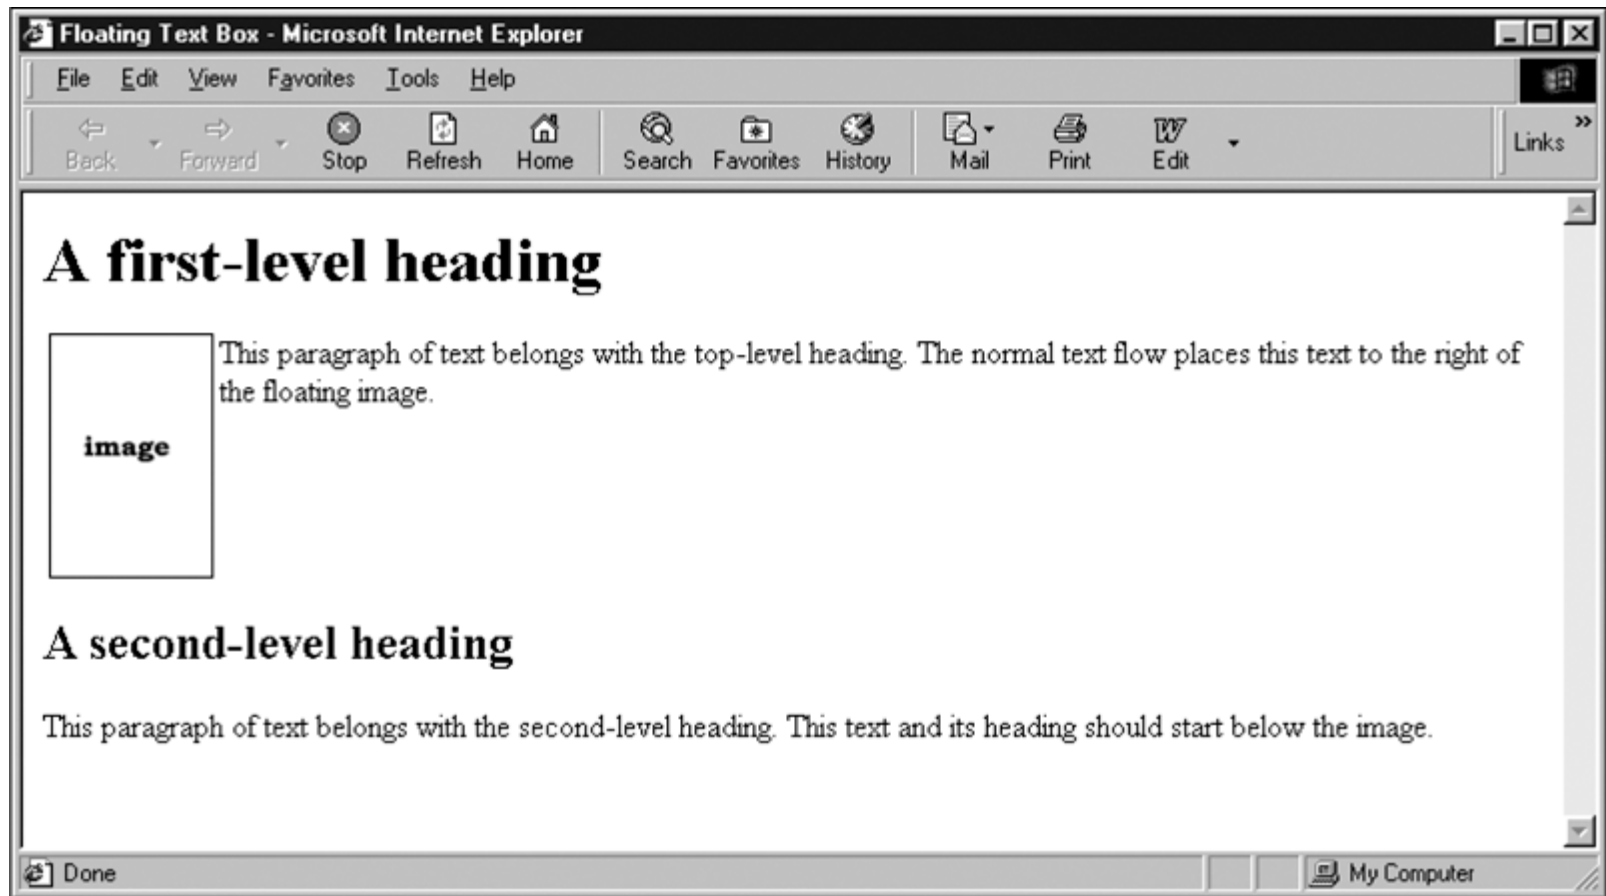 Floating Text Box - Microsoft Internet Explorer
File Edit View Favorites Tools Help
Back Forward Stop Refresh Home Search Favorites History Mail Print Edit Links »
A first-level heading
This paragraph of text belongs with the top-level heading. The normal text flow places this text to the right of
the floating image.
image
A second-level heading
This paragraph of text belongs with the second-level heading. This text and its heading should start below the image.
Done My Computer